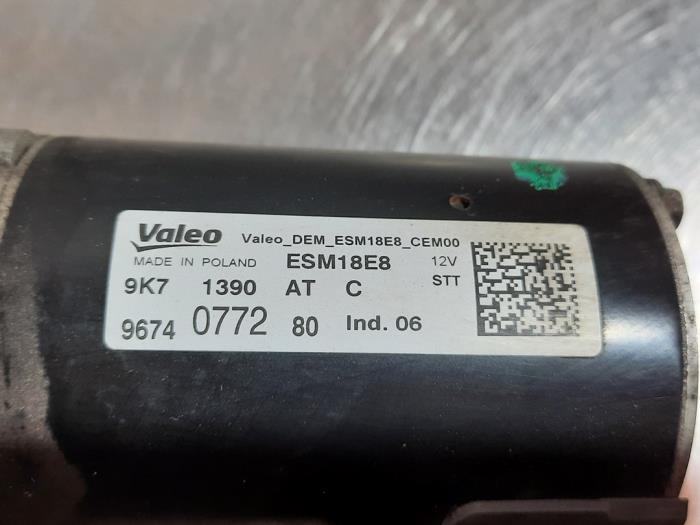 Valeo Valeo_DEM_ESM18E8_CEM00
MADE IN POLAND ESM18E8 12V
9K7 1390 AT C STT
9674 0772 80 Ind. 06